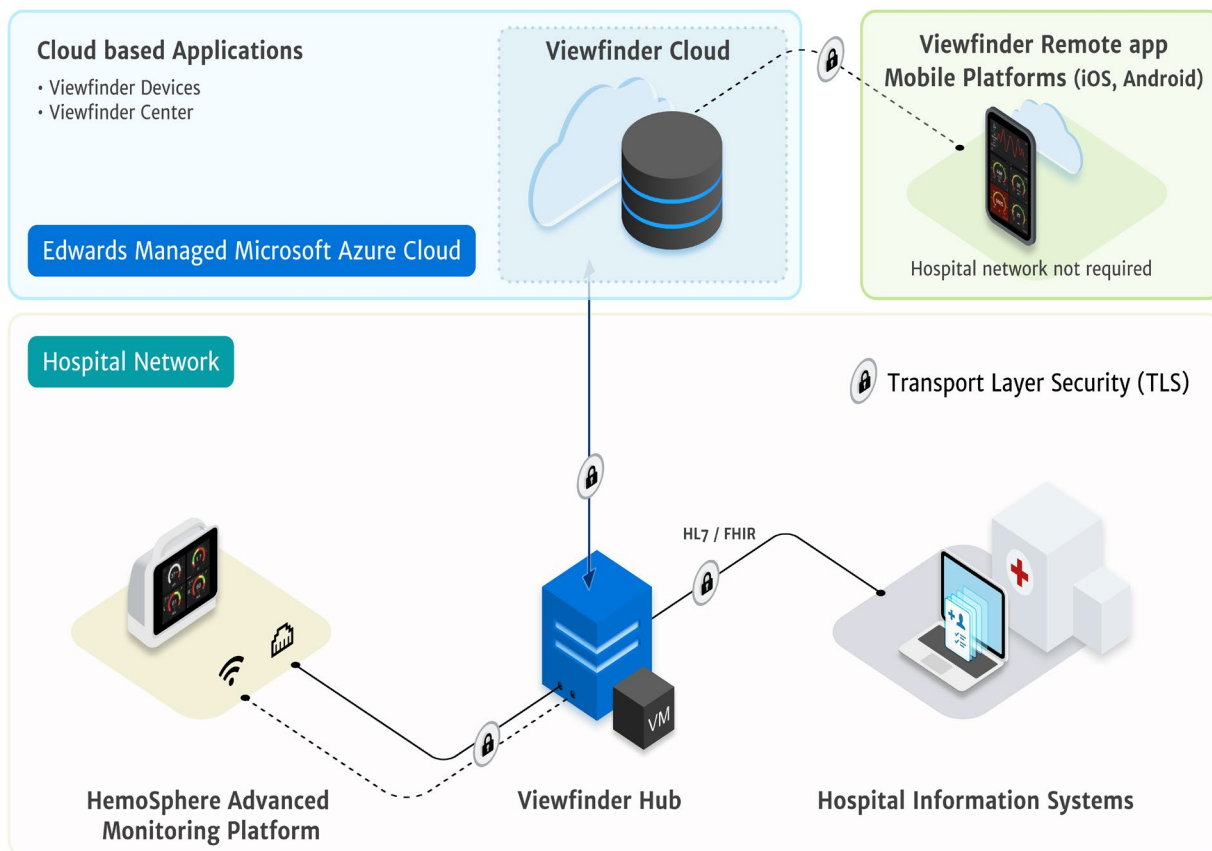 Cloud based Applications
• Viewfinder Devices
• Viewfinder Center
Edwards Managed Microsoft Azure Cloud
Viewfinder Cloud
Viewfinder Remote app
Mobile Platforms (iOS, Android)
Hospital network not required
Hospital Network
Transport Layer Security (TLS)
HL7 / FHIR
VM
HemoSphere Advanced
Monitoring Platform
Viewfinder Hub
Hospital Information Systems